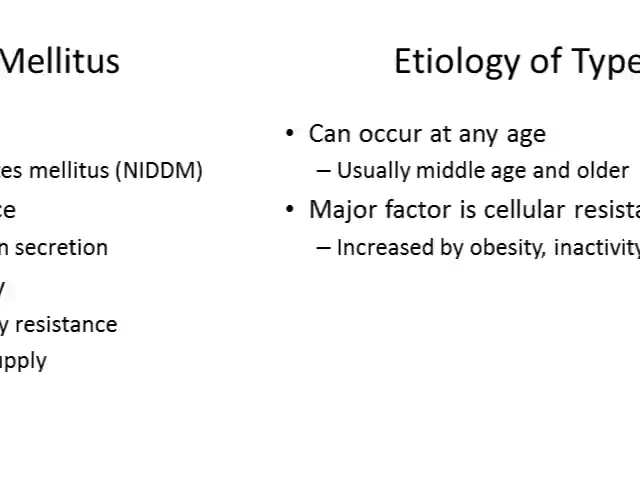 Mellitus
es mellitus (NIDDM)
ce
n secretion
y
y resistance
upply
Etiology of Type
• Can occur at any age
– Usually middle age and older
• Major factor is cellular resista
– Increased by obesity, inactivity